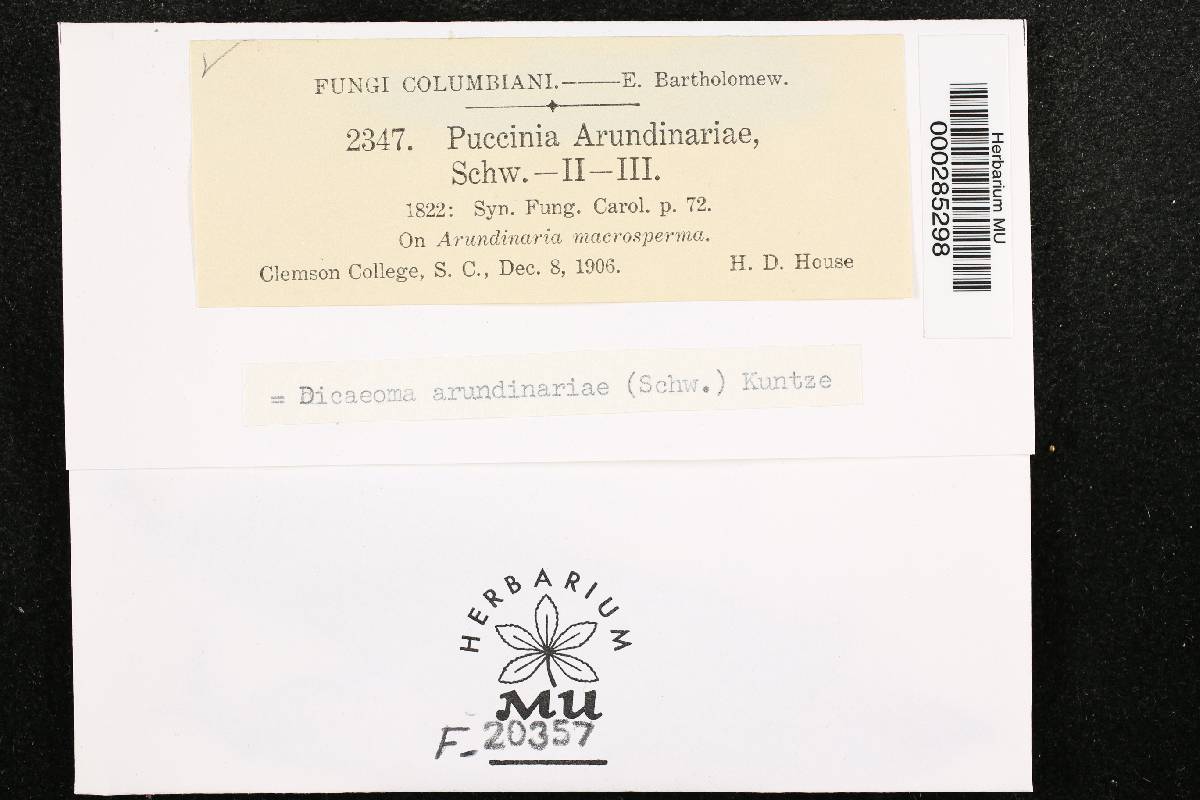 FUNGI COLUMBIANI.——E. Bartholomew.
2347. Puccinia Arundinariae,
Schw.—II—III.
1822: Syn. Fung. Carol. p. 72.
On Arundinaria macrosperma.
Clemson College, S. C., Dec. 8, 1906. H. D. House
Herbarium MU
000285298
= Dicaeoma arundinariae (Schw.) Kuntze
HERBARIUM
MU
F- 20357